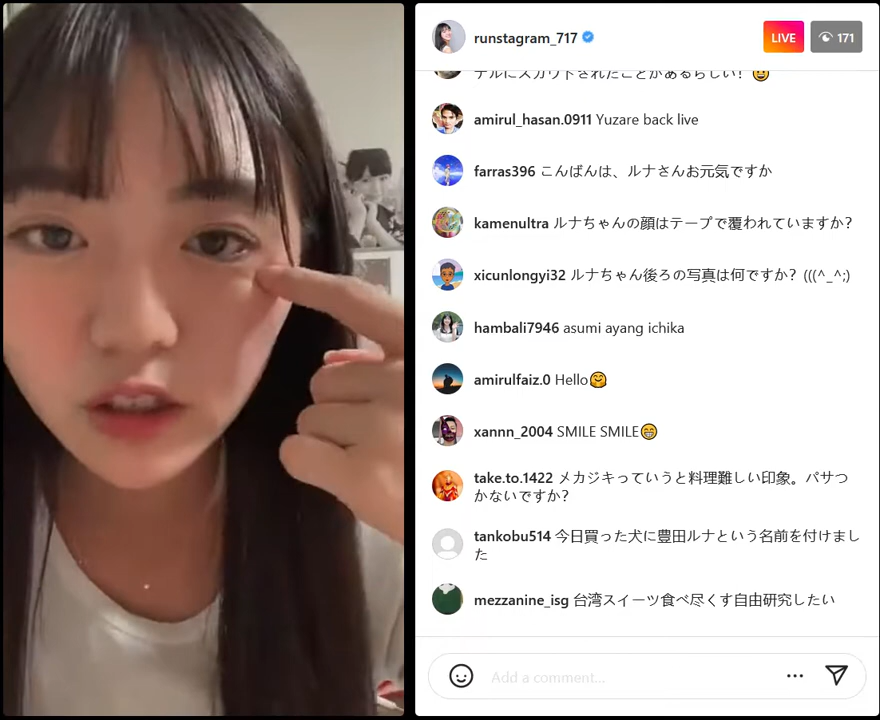 runstagram_717
LIVE
171
ナルにスカウトされたことがあるらしい! 😀
amirul_hasan.0911 Yuzare back live
farras396 こんばんは、ルナさんお元気ですか
kamenultra ルナちゃんの顔はテープで覆われていますか?
xicunlongyi32 ルナちゃん後ろの写真は何ですか? (((^_^;)
hambali7946 asumi ayang ichika
amirulfaiz.0 Hello🤗
xannn_2004 SMILE SMILE😁
take.to.1422 メカジキっていうと料理難しい印象。パサつ
かないですか?
tankobu514 今日買った犬に豊田ルナという名前を付けまし
た
mezzanine_isg 台湾スイーツ食べ尽くす自由研究したい
Add a comment...